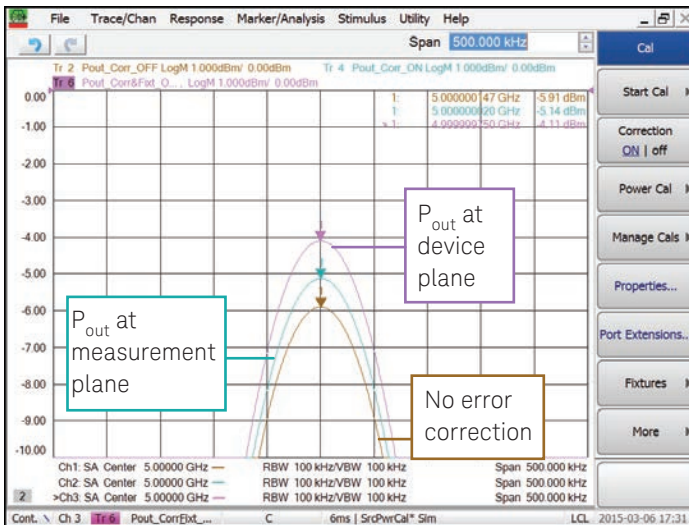 File Trace/Chan Response Marker/Analysis Stimulus Utility Help
Span 500.000 kHz
Tr 2 Pout_Corr_OFF LogM 1.000dBm/ 0.00dBm Tr 4 Pout_Corr_ON LogM 1.000dBm/ 0.00dBm
Tr 6 Pout_Corr&Fixt_O... LogM 1.000dBm/ 0.00dBm
1: 5.000000147 GHz -5.91 dBm
1: 5.000000020 GHz -5.14 dBm
> 1: 4.999999750 GHz -4.11 dBm
0.00
-1.00
-2.00
-3.00
-4.00
-5.00
-6.00
-7.00
-8.00
-9.00
-10.00
Pout at
device
plane
Pout at
measurement
plane
No error
correction
Ch1: SA Center 5.00000 GHz — RBW 100 kHz/VBW 100 kHz Span 500.000 kHz
Ch2: SA Center 5.00000 GHz — RBW 100 kHz/VBW 100 kHz Span 500.000 kHz
2 >Ch3: SA Center 5.00000 GHz — RBW 100 kHz/VBW 100 kHz Span 500.000 kHz
Cont. Ch 3 Tr 6 Pout_CorrFixt_... C 6ms | SrcPwrCal* Sim LCL 2015-03-06 17:31
Cal
Start Cal
Correction
ON | off
Power Cal
Manage Cals
Properties...
Port Extensions..
Fixtures
More